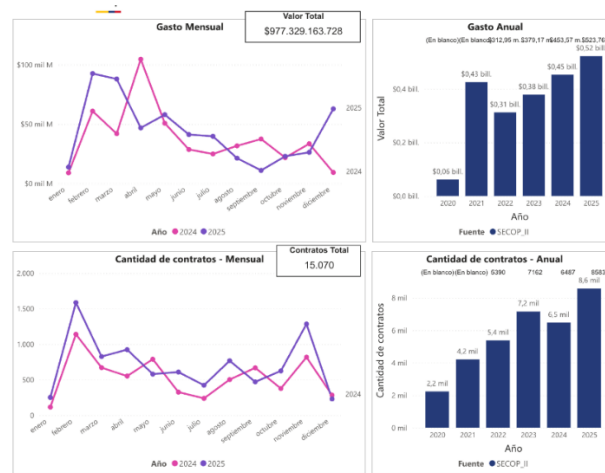 Gasto Mensual
Valor Total
$977.329.163.728
$100 mil M
$50 mil M
$0 mil M
2025
2024
enero
febrero
marzo
abril
mayo
junio
julio
agosto
septiembre
octubre
noviembre
diciembre
Año 2024 2025
Gasto Anual
(En blanco) (En blanco) $312,95 m... $379,17 m... $453,57 m... $523,76
Valor Total
$0,4 bill.
$0,2 bill.
$0,0 bill.
$0,06 bill.
$0,43 bill.
$0,31 bill.
$0,38 bill.
$0,45 bill.
$0,52 bill.
2020 2021 2022 2023 2024 2025
Año
Fuente SECOP_II
Cantidad de contratos - Mensual
Contratos Total
15.070
2.000
1.500
1.000
500
0
2024
enero
febrero
marzo
abril
mayo
junio
julio
agosto
septiembre
octubre
noviembre
diciembre
Año 2024 2025
Cantidad de contratos - Anual
(En blanco) (En blanco) 5390 7162 6487 8583
Cantidad de contratos
8 mil
6 mil
4 mil
2 mil
0 mil
2,2 mil
4,2 mil
5,4 mil
7,2 mil
6,5 mil
8,6 mil
2020 2021 2022 2023 2024 2025
Año
Fuente SECOP_II